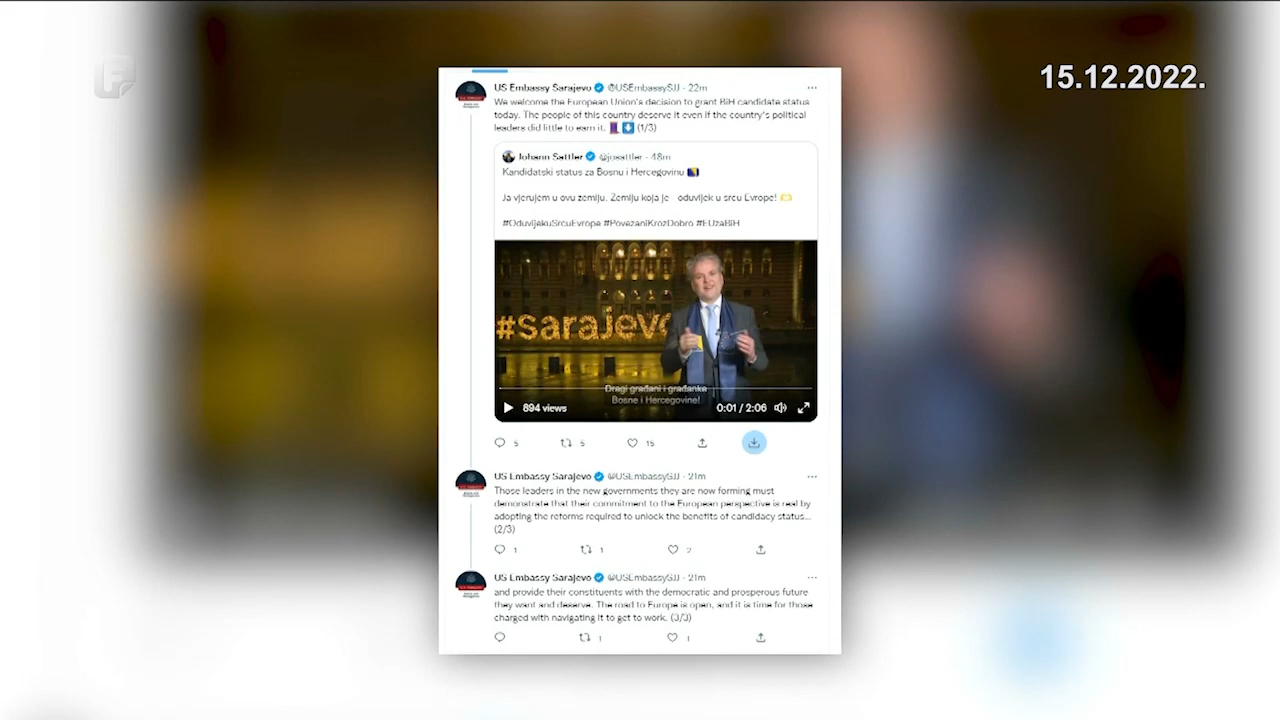 F
15.12.2022.
US Embassy Sarajevo @USEmbassySJJ · 22m
We welcome the European Union's decision to grant BiH candidate status
today. The people of this country deserve it even if the country's political
leaders did little to earn it. (1/3)
Johann Sattler @josattler · 48m
Kandidatski status za Bosnu i Hercegovinu
Ja vjerujem u ovu zemlju. Zemlju koja je oduvijek u srcu Evrope!
#OduvijekuSrcuEvrope #PovezaniKrozDobro #EUzaBiH
#sarajevo
Dragi građani i građanke
Bosne i Hercegovine!
894 views
0:01 / 2:06
5 5 15
US Embassy Sarajevo @USEmbassySJJ · 21m
Those leaders in the new governments they are now forming must
demonstrate that their commitment to the European perspective is real by
adopting the reforms required to unlock the benefits of candidacy status...
(2/3)
1 1 2
US Embassy Sarajevo @USEmbassySJJ · 21m
and provide their constituents with the democratic and prosperous future
they want and deserve. The road to Europe is open, and it is time for those
charged with navigating it to get to work. (3/3)
1 1